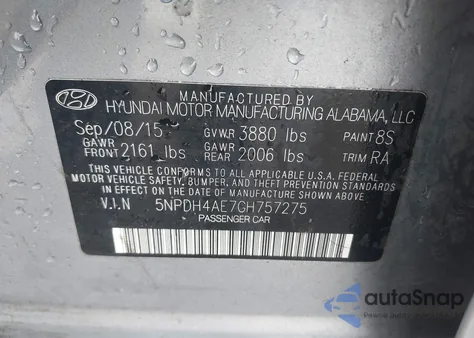 MANUFACTURED BY
HYUNDAI MOTOR MANUFACTURING ALABAMA, LLC
Sep/08/15 GVWR 3880 lbs PAINT 8S
GAWR FRONT 2161 lbs GAWR REAR 2006 lbs TRIM RA
THIS VEHICLE CONFORMS TO ALL APPLICABLE U.S.A. FEDERAL
MOTOR VEHICLE SAFETY, BUMPER, AND THEFT PREVENTION STANDARDS
IN EFFECT ON THE DATE OF MANUFACTURE SHOWN ABOVE.
V.I.N 5NPDH4AE7GH757275
PASSENGER CAR
autoSnap